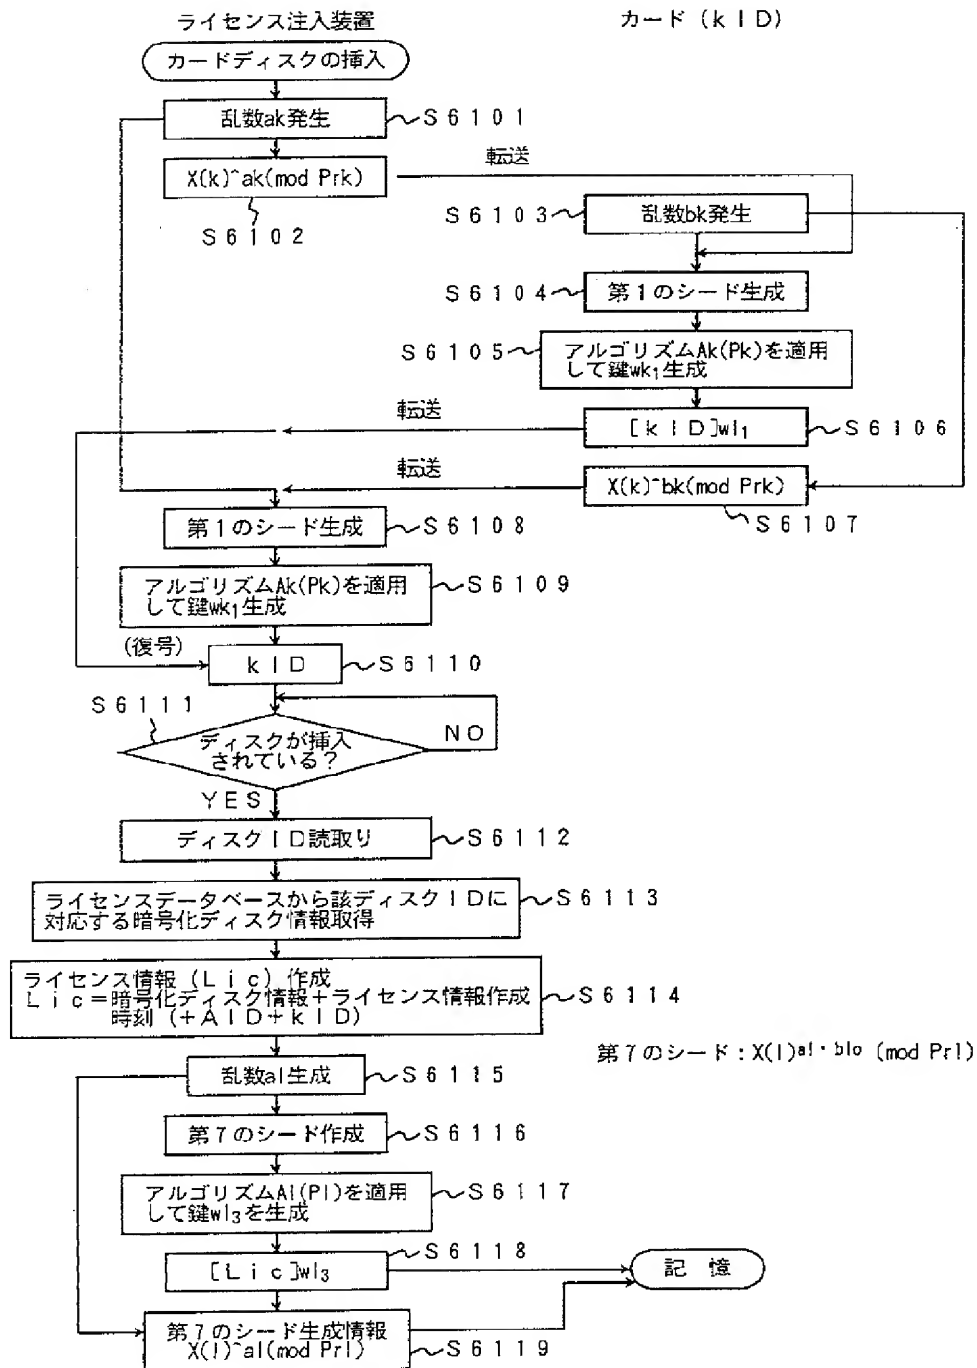 ライセンス注入装置
カード (kID)
カードディスクの挿入
乱数ak発生
S6101
X(k)^ak(mod Prk)
転送
S6102
S6103
乱数bk発生
S6104
第1のシード生成
S6105
アルゴリズムAk(Pk)を適用
して鍵wk1生成
転送
[kID]wl1
S6106
転送
X(k)^bk(mod Prk)
S6107
第1のシード生成
S6108
アルゴリズムAk(Pk)を適用
して鍵wk1生成
S6109
(復号)
kID
S6110
S6111
ディスクが挿入
されている?
NO
YES
ディスクID読取り
S6112
ライセンスデータベースから該ディスクIDに
対応する暗号化ディスク情報取得
S6113
ライセンス情報 (Lic) 作成
Lic=暗号化ディスク情報+ライセンス情報作成
時刻 (+AID+kID)
S6114
第7のシード:X(l)al・blo (mod Prl)
乱数al生成
S6115
第7のシード作成
S6116
アルゴリズムAl(Pl)を適用
して鍵wl3を生成
S6117
[Lic]wl3
S6118
記憶
第7のシード生成情報
X(l)^al(mod Prl)
S6119